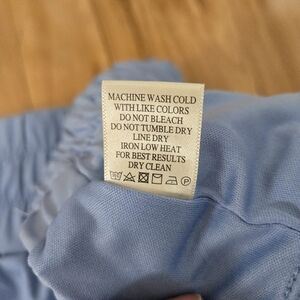 MACHINE WASH COLD
WITH LIKE COLORS
DO NOT BLEACH
DO NOT TUMBLE DRY
LINE DRY
IRON LOW HEAT
FOR BEST RESULTS
DRY CLEAN
P